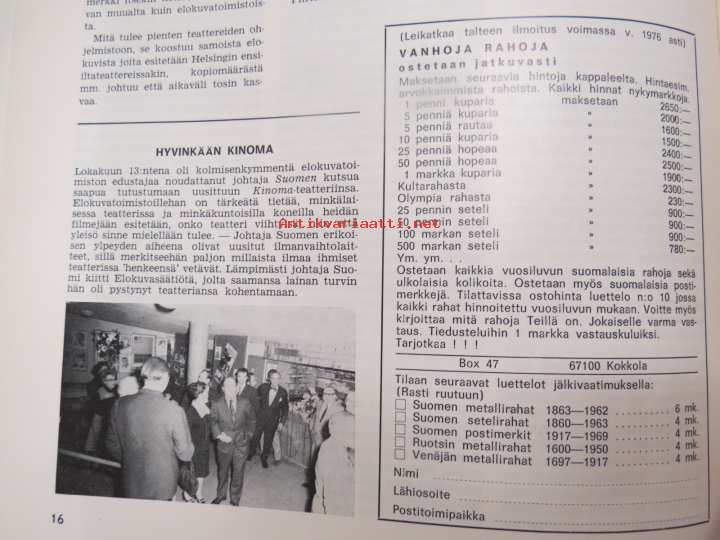 merkki
van muualta kuin elokuvatoimistois-
ta.
Mitä tulee pienten teattereiden oh-
jelmistoon, se koostuu samoista elo-
kuvista joita esitetään Helsingin ensi-
iltateattereissakin, kopiomäärästä
mm. johtuu että aikaväli tosin kas-
vaa.
HYVINKÄÄN KINOMA
Lokakuun 13:ntena oli kolmisenkymmentä elokuvatoi-
miston edustajaa noudattanut johtaja Suomen kutsua
saapua tutustumaan uusittuun Kinoma-teatteriinsa.
Elokuvatoimistoillehan on tärkeätä tietää, minkälai-
sessa teatterissa ja minkäkuntoisilla koneilla heidän
filmejään esitetään, onko teatteri viihtyisä että
yleisö sinne mielellään tulee. — Johtaja Suomen erikoi-
sen ylpeyden aiheena olivat uusitut ilmanvaihtolait-
teet, sillä merkitseehän paljon millaista ilmaa ihmiset
teatterissa 'henkeensä' vetävät. Lämpimästi johtaja Suo-
mi kiitti Elokuvasäätiötä, jolta saamansa lainan turvin
hän oli pystynyt teatteriansa kohentamaan.
16
(Leikatkaa talteen ilmoitus voimassa v. 1976 asti)
VANHOJA RAHOJA
ostetaan jatkuvasti
Maksetaan seuraavia hintoja kappaleelta. Hintaesim.
arvokkaimmista rahoista. Kaikki hinnat nykymarkkoja.
1 penni kuparia maksetaan 2650:—
5 penniä kuparia " 2000:—
5 penniä rautaa " 1600:—
10 penniä kuparia " 1500:—
25 penniä hopeaa " 2400:—
50 penniä hopeaa " 2500:—
1 markka kuparia " 1900:—
Kultarahasta " 2300:—
Olympia rahasta " 230:—
25 pennin seteli " 900:—
50 pennin seteli " 900:—
100 markan seteli " 900:—
500 markan seteli " 780:—
Ym. ym. . .
Ostetaan kaikkia vuosiluvun suomalaisia rahoja sekä
ulkolaisia kolikoita. Ostetaan myös suomalaisia posti-
merkkejä. Tilattavissa ostohinta luettelo n:o 10 jossa
kaikki rahat hinnoitettu vuosiluvun mukaan. Voitte myös
kirjoittaa mitä rahoja Teillä on. Jokaiselle varma vas-
taus. Tiedusteluihin 1 markka vastauskuluiksi.
Tarjotkaa ! ! !
Box 47 67100 Kokkola
Tilaan seuraavat luettelot jälkivaatimuksella:
(Rasti ruutuun)
Suomen metallirahat 1863—1962 . . . . . . . . . 6 mk.
Suomen setelirahat 1860—1963 . . . . . . . . . 4 mk.
Suomen postimerkit 1917—1969 . . . . . . . . . 4 mk.
Ruotsin metallirahat 1600—1950 . . . . . . . . . 4 mk.
Venäjän metallirahat 1697—1917 . . . . . . . . . 4 mk.
Nimi
Lähiosoite
Postitoimipaikka
Antikvariaatti.net